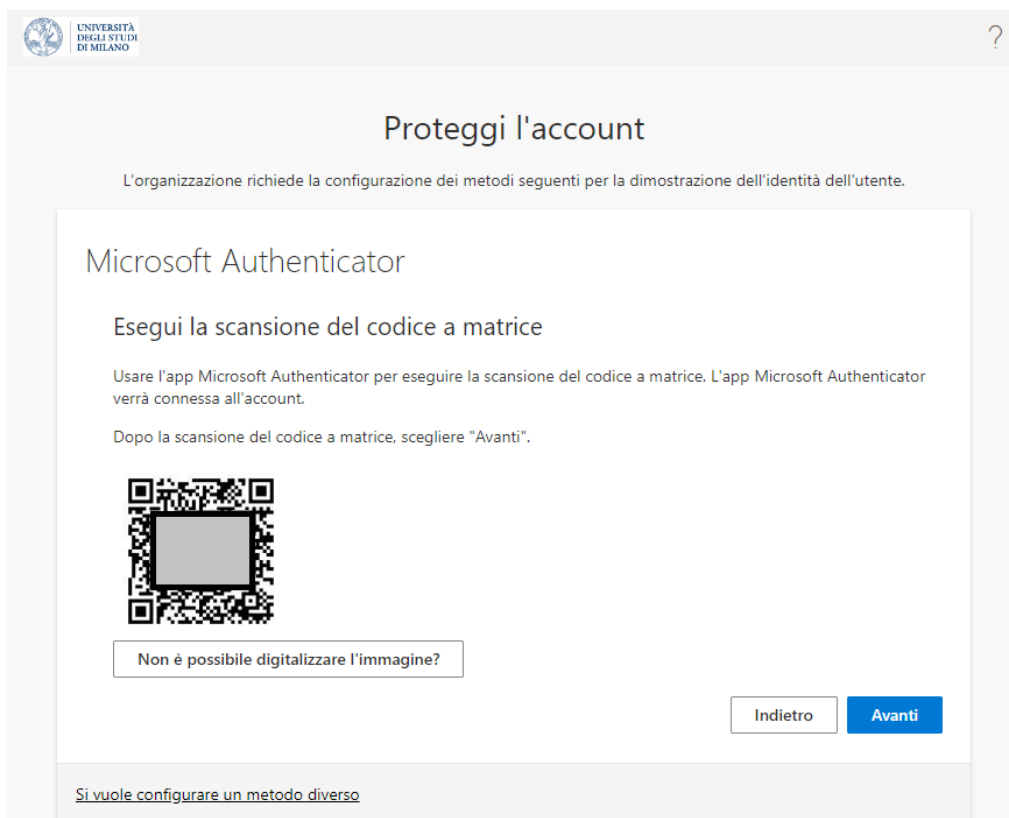 UNIVERSITÀ
DEGLI STUDI
DI MILANO
?
Proteggi l'account
L'organizzazione richiede la configurazione dei metodi seguenti per la dimostrazione dell'identità dell'utente.
Microsoft Authenticator
Esegui la scansione del codice a matrice
Usare l'app Microsoft Authenticator per eseguire la scansione del codice a matrice. L'app Microsoft Authenticator
verrà connessa all'account.
Dopo la scansione del codice a matrice, scegliere "Avanti".
Non è possibile digitalizzare l'immagine?
Indietro
Avanti
Si vuole configurare un metodo diverso